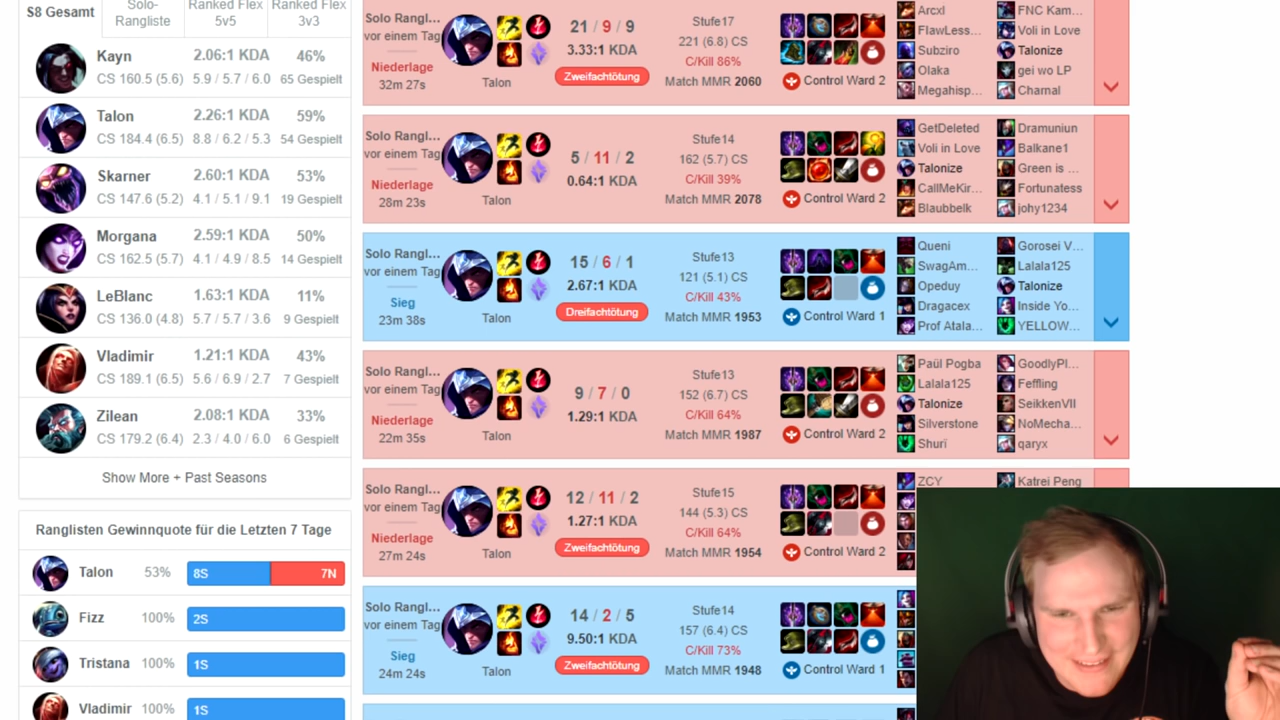 S8 Gesamt
Solo-
Rangliste
Ranked Flex
5v5
Ranked Flex
3v3
Kayn 2.06:1 KDA 46%
CS 160.5 (5.6) 5.9 / 5.7 / 6.0 65 Gespielt
Talon 2.26:1 KDA 59%
CS 184.4 (6.5) 8.8 / 6.2 / 5.3 54 Gespielt
Skarner 2.60:1 KDA 53%
CS 147.6 (5.2) 4.1 / 5.1 / 9.1 19 Gespielt
Morgana 2.59:1 KDA 50%
CS 162.5 (5.7) 4.1 / 4.9 / 8.5 14 Gespielt
LeBlanc 1.63:1 KDA 11%
CS 136.0 (4.8) 5.7 / 5.7 / 3.6 9 Gespielt
Vladimir 1.21:1 KDA 43%
CS 189.1 (6.5) 5.6 / 6.9 / 2.7 7 Gespielt
Zilean 2.08:1 KDA 33%
CS 179.2 (6.4) 2.3 / 4.0 / 6.0 6 Gespielt
Show More + Past Seasons
Ranglisten Gewinnquote für die Letzten 7 Tage
Talon 53% 8S 7N
Fizz 100% 2S
Tristana 100% 1S
Vladimir 100% 1S
Solo Rangl...
vor einem Tag
Niederlage
32m 27s
Talon
21 / 9 / 9
3.33:1 KDA
Zweifachtötung
Stufe17
221 (6.8) CS
C/Kill 86%
Match MMR 2060
Control Ward 2
Arcxl
FlawLess...
Subziro
Olaka
Megahisp...
FNC Kam...
Voli in Love
Talonize
gei wo LP
Charnal
Solo Rangl...
vor einem Tag
Niederlage
28m 23s
Talon
5 / 11 / 2
0.64:1 KDA
Stufe14
162 (5.7) CS
C/Kill 39%
Match MMR 2078
Control Ward 2
GetDeleted
Voli in Love
Talonize
CallMeKir...
Blaubbelk
Dramuniun
Balkane1
Green is ...
Fortunatess
johy1234
Solo Rangl...
vor einem Tag
Sieg
23m 38s
Talon
15 / 6 / 1
2.67:1 KDA
Dreifachtötung
Stufe13
121 (5.1) CS
C/Kill 43%
Match MMR 1953
Control Ward 1
Queni
SwagAm...
Opeduy
Dragacex
Prof Atala...
Gorosei V...
Lalala125
Talonize
Inside Yo...
YELLOW...
Solo Rangl...
vor einem Tag
Niederlage
22m 35s
Talon
9 / 7 / 0
1.29:1 KDA
Stufe13
152 (6.7) CS
C/Kill 64%
Match MMR 1987
Control Ward 2
Paül Pogba
Lalala125
Talonize
Silverstone
Shuri
GoodlyPl...
Feffling
SeikkenVII
NoMecha...
qaryx
Solo Rangl...
vor einem Tag
Niederlage
27m 24s
Talon
12 / 11 / 2
1.27:1 KDA
Zweifachtötung
Stufe15
144 (5.3) CS
C/Kill 64%
Match MMR 1954
Control Ward 2
ZCY
Katrei Peng
Solo Rangl...
vor einem Tag
Sieg
24m 24s
Talon
14 / 2 / 5
9.50:1 KDA
Zweifachtötung
Stufe14
157 (6.4) CS
C/Kill 73%
Match MMR 1948
Control Ward 1